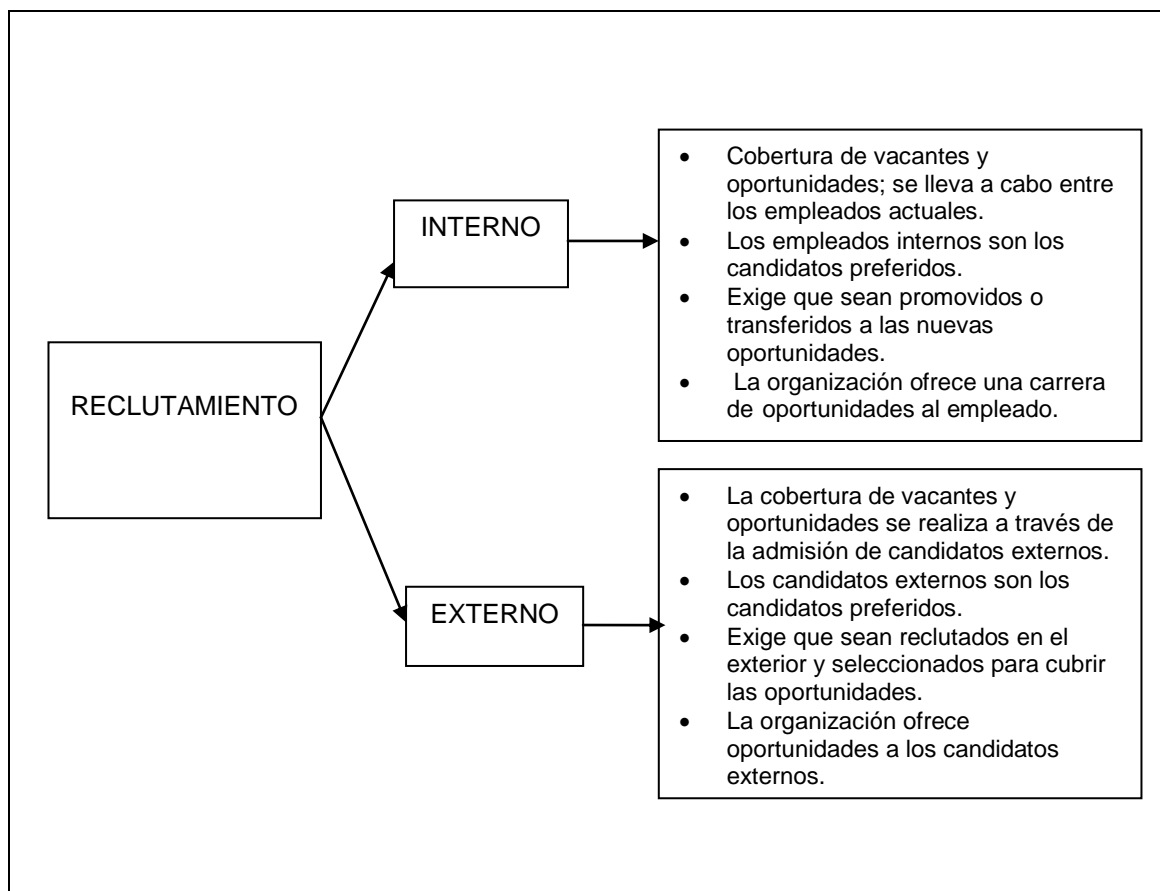 RECLUTAMIENTO
INTERNO
• Cobertura de vacantes y
oportunidades; se lleva a cabo entre
los empleados actuales.
• Los empleados internos son los
candidatos preferidos.
• Exige que sean promovidos o
transferidos a las nuevas
oportunidades.
• La organización ofrece una carrera
de oportunidades al empleado.
EXTERNO
• La cobertura de vacantes y
oportunidades se realiza a través de
la admisión de candidatos externos.
• Los candidatos externos son los
candidatos preferidos.
• Exige que sean reclutados en el
exterior y seleccionados para cubrir
las oportunidades.
• La organización ofrece
oportunidades a los candidatos
externos.